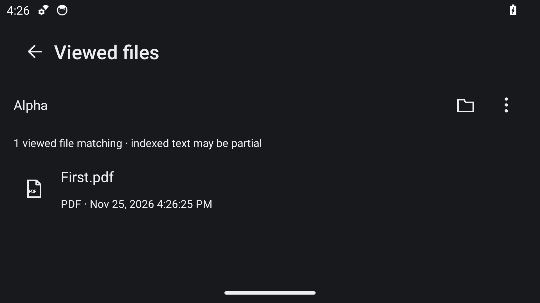 4:26
Viewed files
Alpha
1 viewed file matching · indexed text may be partial
First.pdf
PDF · Nov 25, 2026 4:26:25 PM